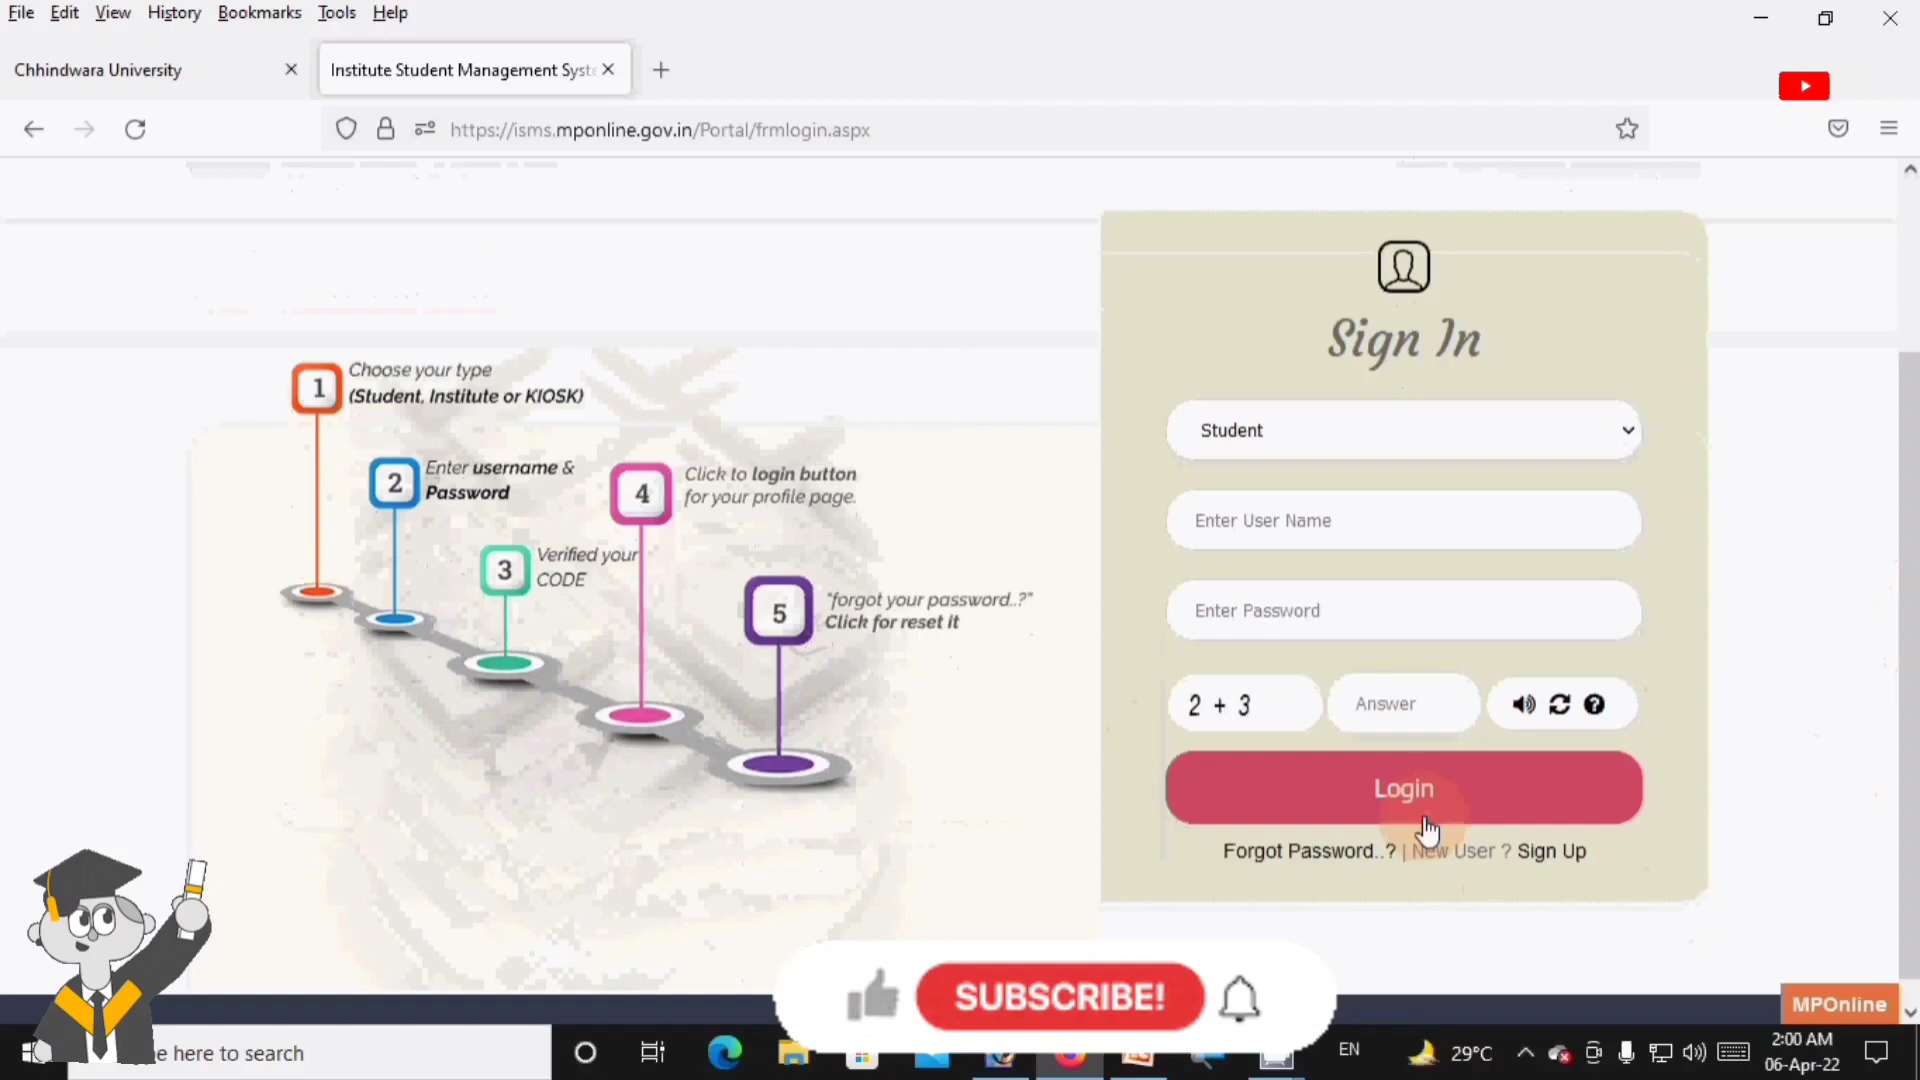 File Edit View History Bookmarks Tools Help
Chhindwara University
Institute Student Management Syst
https://isms.mponline.gov.in/Portal/frmlogin.aspx
Sign In
1 Choose your type
(Student, Institute or KIOSK)
Student
2 Enter username &
Password
4 Click to login button
for your profile page.
Enter User Name
3 Verified your
CODE
5 "forgot your password..?"
Click for reset it
Enter Password
2 + 3
Answer
Login
Forgot Password..? | New User ? Sign Up
SUBSCRIBE!
MPOnline
e here to search
EN
29°C
2:00 AM
06-Apr-22